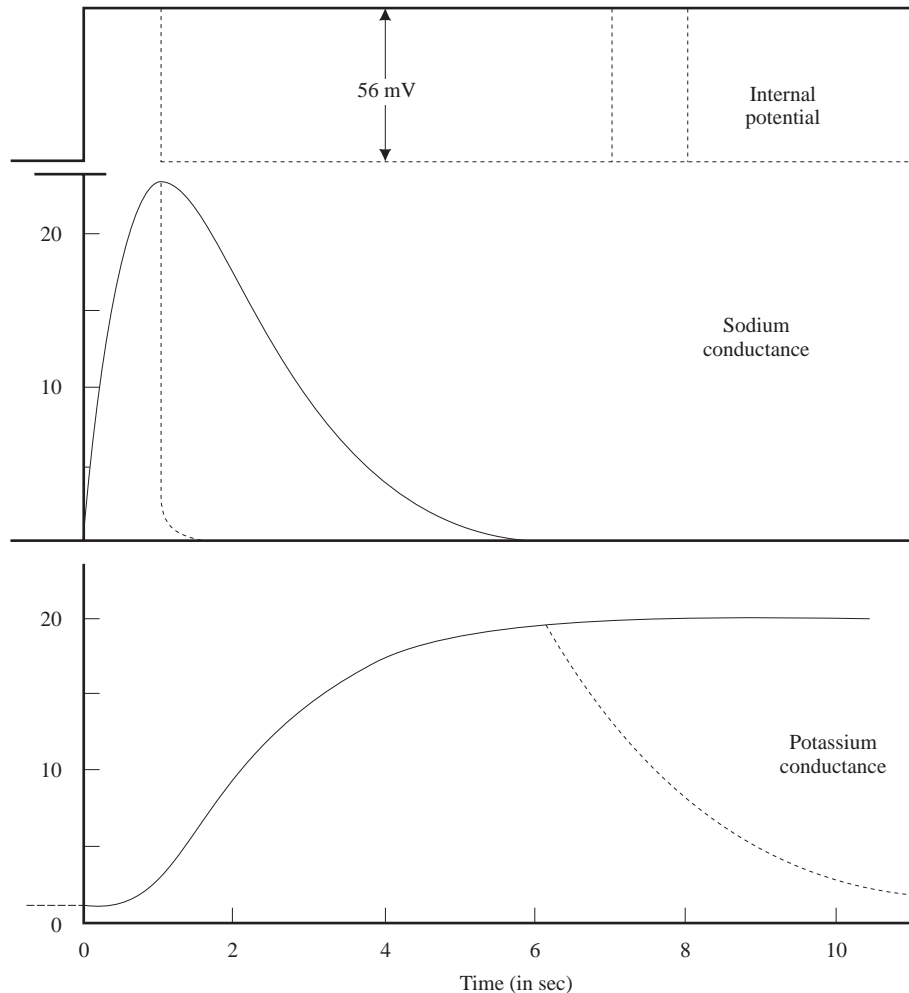 56 mV
Internal
potential
20
10
Sodium
conductance
20
10
0
Potassium
conductance
0 2 4 6 8 10
Time (in sec)